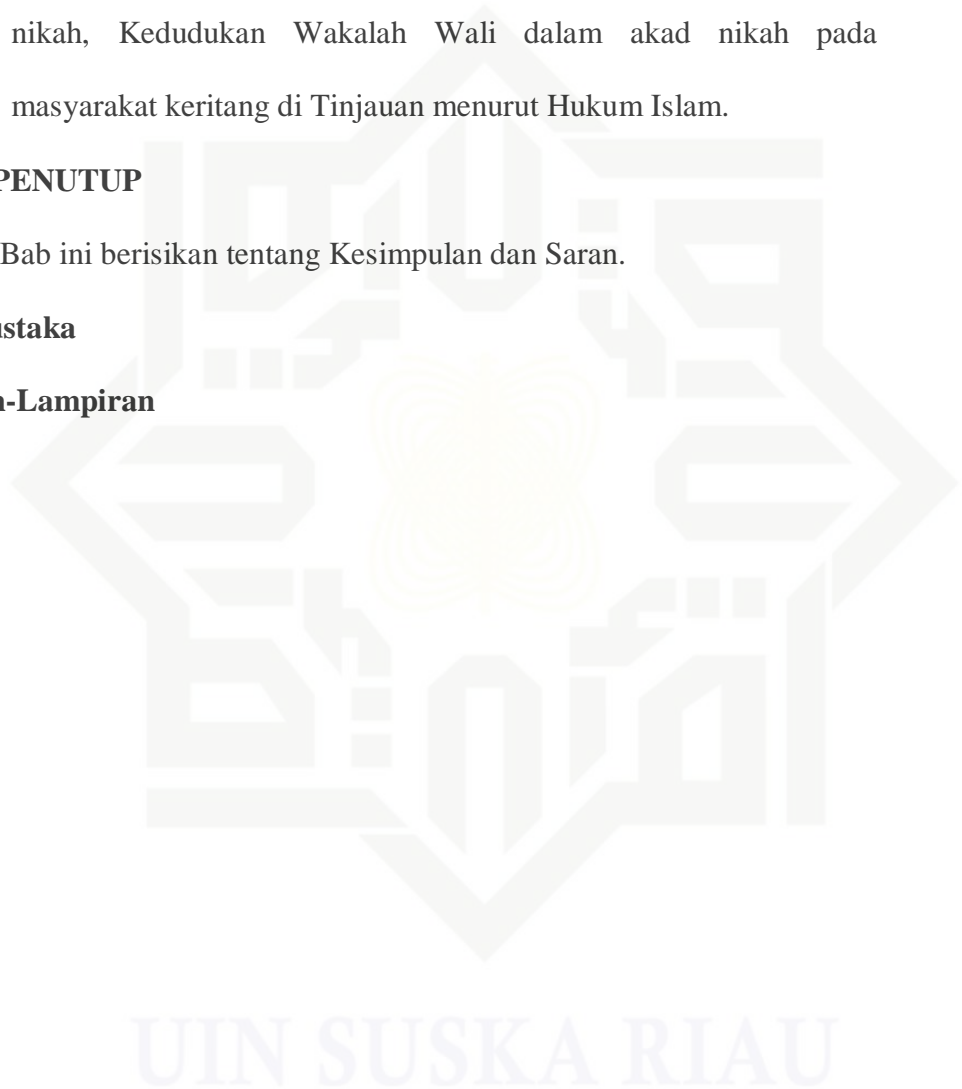 nikah, Kedudukan Wakalah Wali dalam akad nikah pada
masyarakat keritang di Tinjauan menurut Hukum Islam.
PENUTUP
Bab ini berisikan tentang Kesimpulan dan Saran.
ustaka
n-Lampiran
UIN SUSKA RIAU